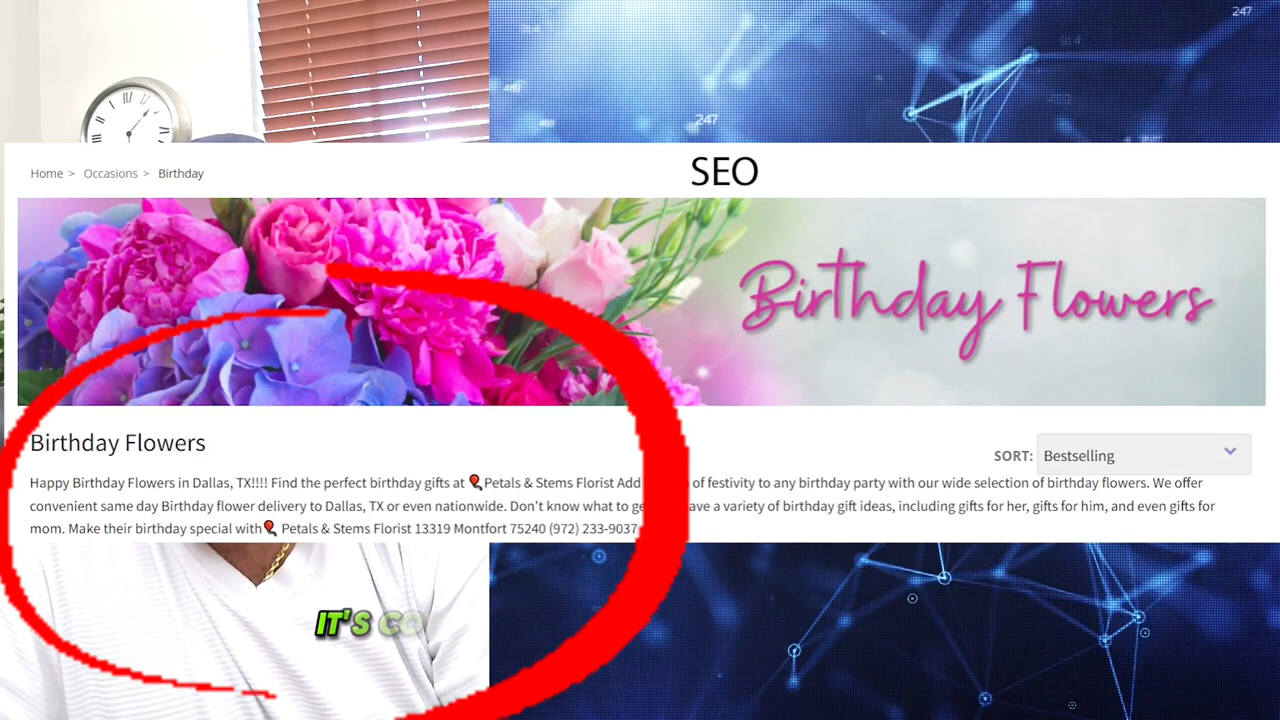 247
914
247
469
SEO
Home > Occasions > Birthday
Birthday Flowers
Birthday Flowers
SORT: Bestselling
Happy Birthday Flowers in Dallas, TX!!!! Find the perfect birthday gifts at 🎈Petals & Stems Florist Add of festivity to any birthday party with our wide selection of birthday flowers. We offer
convenient same day Birthday flower delivery to Dallas, TX or even nationwide. Don't know what to ave a variety of birthday gift ideas, including gifts for her, gifts for him, and even gifts for
mom. Make their birthday special with🎈 Petals & Stems Florist 13319 Montfort 75240 (972) 233-9037
IT'S CO